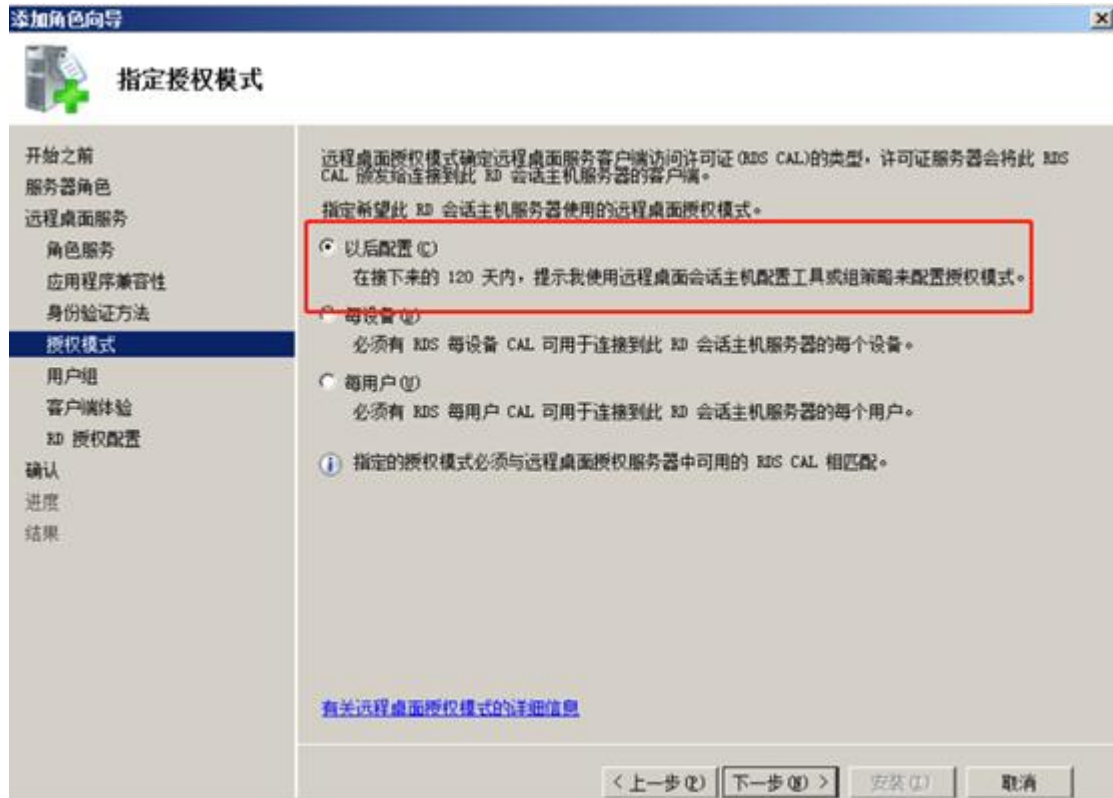 添加角色向导
指定授权模式
开始之前
服务器角色
远程桌面服务
角色服务
应用程序兼容性
身份验证方法
授权模式
用户组
客户端体验
RD 授权配置
确认
进度
结果
远程桌面授权模式确定远程桌面服务客户端访问许可证(RDS CAL)的类型，许可证服务器会将此 RDS
CAL 颁发给连接到此 RD 会话主机服务器的客户端。
指定希望此 RD 会话主机服务器使用的远程桌面授权模式。
以后配置(C)
在接下来的 120 天内，提示我使用远程桌面会话主机配置工具或组策略来配置授权模式。
每设备(D)
必须有 RDS 每设备 CAL 可用于连接到此 RD 会话主机服务器的每个设备。
每用户(U)
必须有 RDS 每用户 CAL 可用于连接到此 RD 会话主机服务器的每个用户。
指定的授权模式必须与远程桌面授权服务器中可用的 RDS CAL 相匹配。
有关远程桌面授权模式的详细信息
< 上一步(P)
下一步(N) >
安装(I)
取消